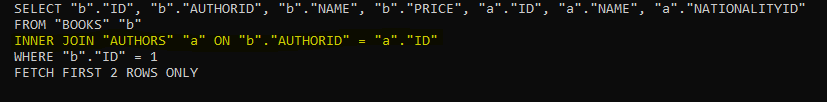 SELECT "b"."ID", "b"."AUTHORID", "b"."NAME", "b"."PRICE", "a"."ID", "a"."NAME", "a"."NATIONALITYID"
FROM "BOOKS" "b"
INNER JOIN "AUTHORS" "a" ON "b"."AUTHORID" = "a"."ID"
WHERE "b"."ID" = 1
FETCH FIRST 2 ROWS ONLY